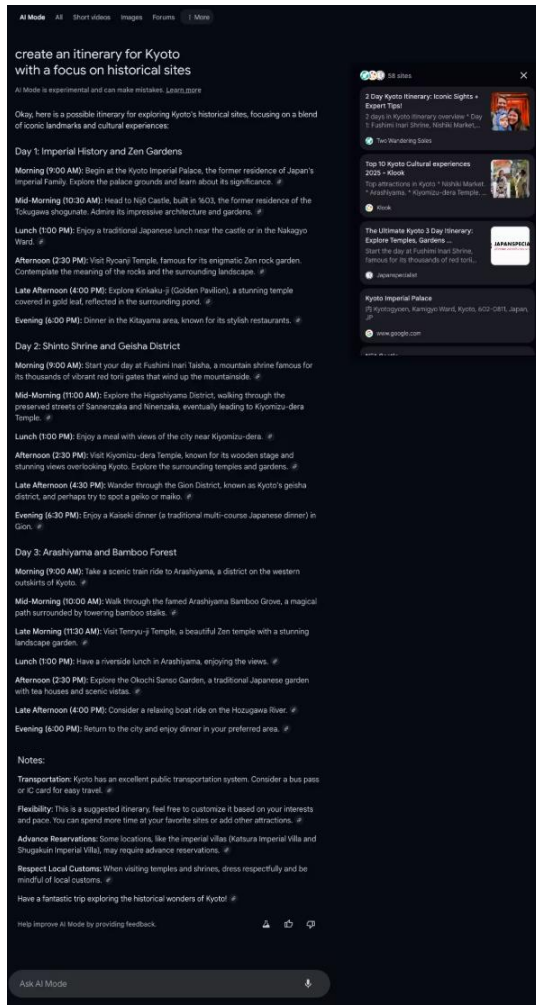 AI Mode All Short videos Images Forums More
create an itinerary for Kyoto
with a focus on historical sites
AI Mode is experimental and can make mistakes. Learn more
Okay, here is a possible itinerary for exploring Kyoto's historical sites, focusing on a blend
of iconic landmarks and cultural experiences:
Day 1: Imperial History and Zen Gardens
Morning (9:00 AM): Begin at the Kyoto Imperial Palace, the former residence of Japan's
Imperial Family. Explore the palace grounds and learn about its significance.
Mid-Morning (10:30 AM): Head to Nijō Castle, built in 1603, the former residence of the
Tokugawa shogunate. Admire its impressive architecture and gardens.
Lunch (1:00 PM): Enjoy a traditional Japanese lunch near the castle or in the Nakagyo
Ward.
Afternoon (2:30 PM): Visit Ryoanji Temple, famous for its enigmatic Zen rock garden.
Contemplate the meaning of the rocks and the surrounding landscape.
Late Afternoon (4:00 PM): Explore Kinkaku-ji (Golden Pavilion), a stunning temple
covered in gold leaf, reflected in the surrounding pond.
Evening (6:00 PM): Dinner in the Kitayama area, known for its stylish restaurants.
Day 2: Shinto Shrine and Geisha District
Morning (9:00 AM): Start your day at Fushimi Inari Taisha, a mountain shrine famous for
its thousands of vibrant red torii gates that wind up the mountainside.
Mid-Morning (11:00 AM): Explore the Higashiyama District, walking through the
preserved streets of Sannenzaka and Ninenzaka, eventually leading to Kiyomizu-dera
Temple.
Lunch (1:00 PM): Enjoy a meal with views of the city near Kiyomizu-dera.
Afternoon (2:30 PM): Visit Kiyomizu-dera Temple, known for its wooden stage and
stunning views overlooking Kyoto. Explore the surrounding temples and gardens.
Late Afternoon (4:30 PM): Wander through the Gion District, known as Kyoto's geisha
district, and perhaps try to spot a geiko or maiko.
Evening (6:30 PM): Enjoy a Kaiseki dinner (a traditional multi-course Japanese dinner) in
Gion.
Day 3: Arashiyama and Bamboo Forest
Morning (9:00 AM): Take a scenic train ride to Arashiyama, a district on the western
outskirts of Kyoto.
Mid-Morning (10:00 AM): Walk through the famed Arashiyama Bamboo Grove, a magical
path surrounded by towering bamboo stalks.
Late Morning (11:30 AM): Visit Tenryu-ji Temple, a beautiful Zen temple with a stunning
landscape garden.
Lunch (1:00 PM): Have a riverside lunch in Arashiyama, enjoying the views.
Afternoon (2:30 PM): Explore the Okochi Sanso Garden, a traditional Japanese garden
with tea houses and scenic vistas.
Late Afternoon (4:00 PM): Consider a relaxing boat ride on the Hozugawa River.
Evening (6:00 PM): Return to the city and enjoy dinner in your preferred area.
Notes:
Transportation: Kyoto has an excellent public transportation system. Consider a bus pass
or IC card for easy travel.
Flexibility: This is a suggested itinerary, feel free to customize it based on your interests
and pace. You can spend more time at your favorite sites or add other attractions.
Advance Reservations: Some locations, like the imperial villas (Katsura Imperial Villa and
Shugakuin Imperial Villa), may require advance reservations.
Respect Local Customs: When visiting temples and shrines, dress respectfully and be
mindful of local customs.
Have a fantastic trip exploring the historical wonders of Kyoto!
Help improve AI Mode by providing feedback.
Ask AI Mode
58 sites
2 Day Kyoto Itinerary: Iconic Sights +
Expert Tips!
2 days in Kyoto itinerary overview * Day
1: Fushimi Inari Shrine, Nishiki Market,...
Two Wandering Soles
Top 10 Kyoto Cultural experiences
2025 - Klook
Top attractions in Kyoto * Nishiki Market.
* Arashiyama. * Kiyomizu-dera Temple. ...
Klook
The Ultimate Kyoto 3 Day Itinerary:
Explore Temples, Gardens ...
Start the day at Fushimi Inari Shrine,
famous for its thousands of red torii...
JAPANSPECIA
Japanspecialist
Kyoto Imperial Palace
Kyotogyoen, Kamigyo Ward, Kyoto, 602-0811, Japan,
JP
www.google.com